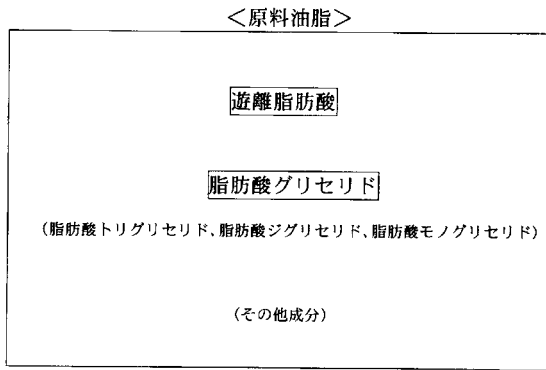 ＜原料油脂＞
遊離脂肪酸
脂肪酸グリセリド
(脂肪酸トリグリセリド、脂肪酸ジグリセリド、脂肪酸モノグリセリド)
(その他成分)